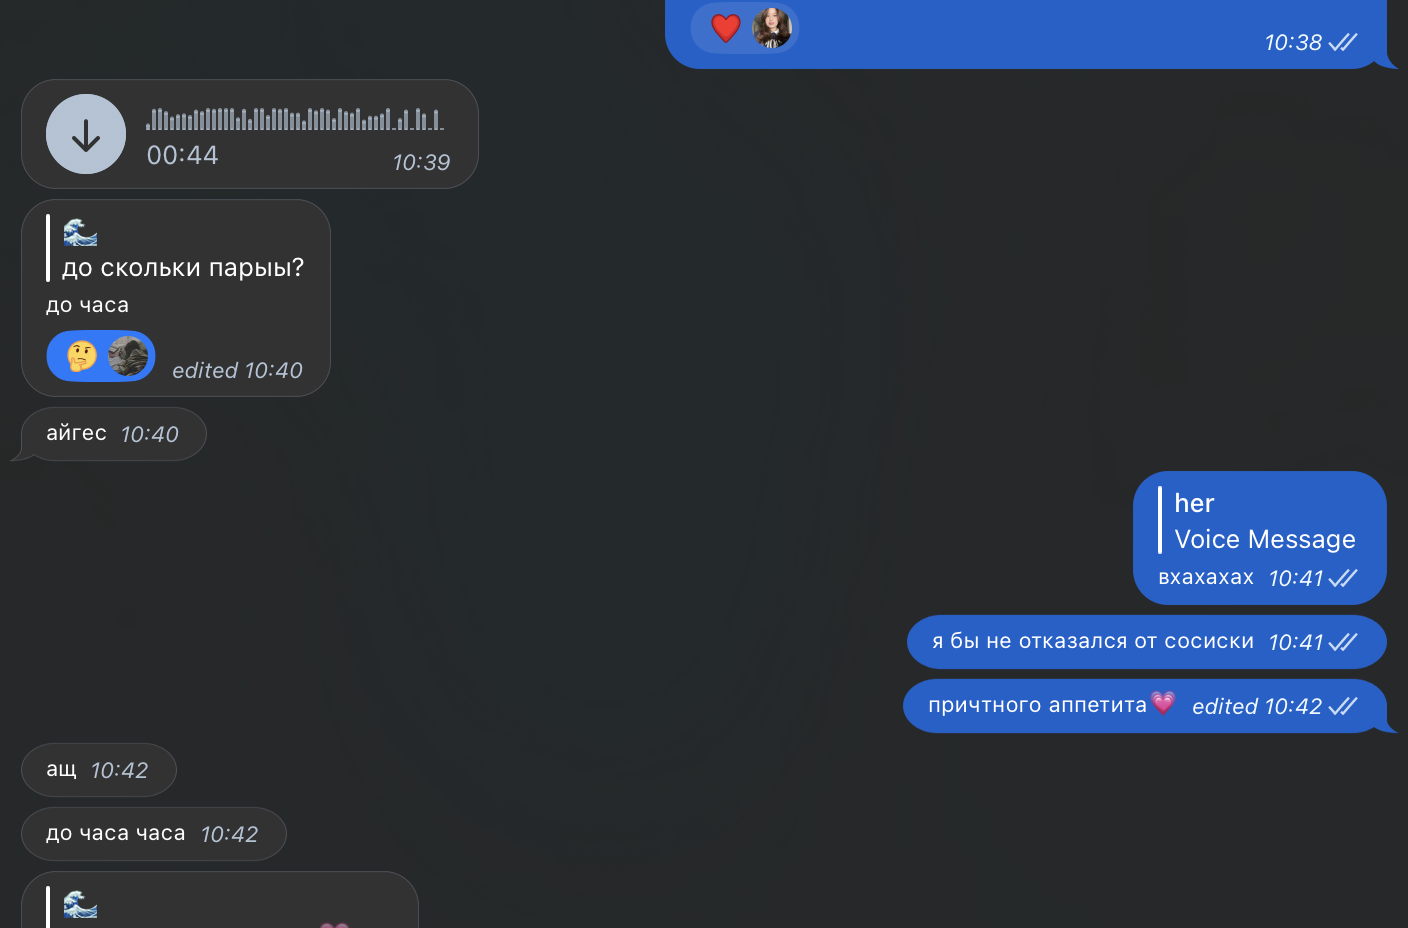 10:38
00:44
10:39
🌊
до скольки парыы?
до часа
edited 10:40
айгес 10:40
her
Voice Message
вхахахах 10:41
я бы не отказался от сосиски 10:41
причтного аппетита💗 edited 10:42
ащ 10:42
до часа часа 10:42
🌊